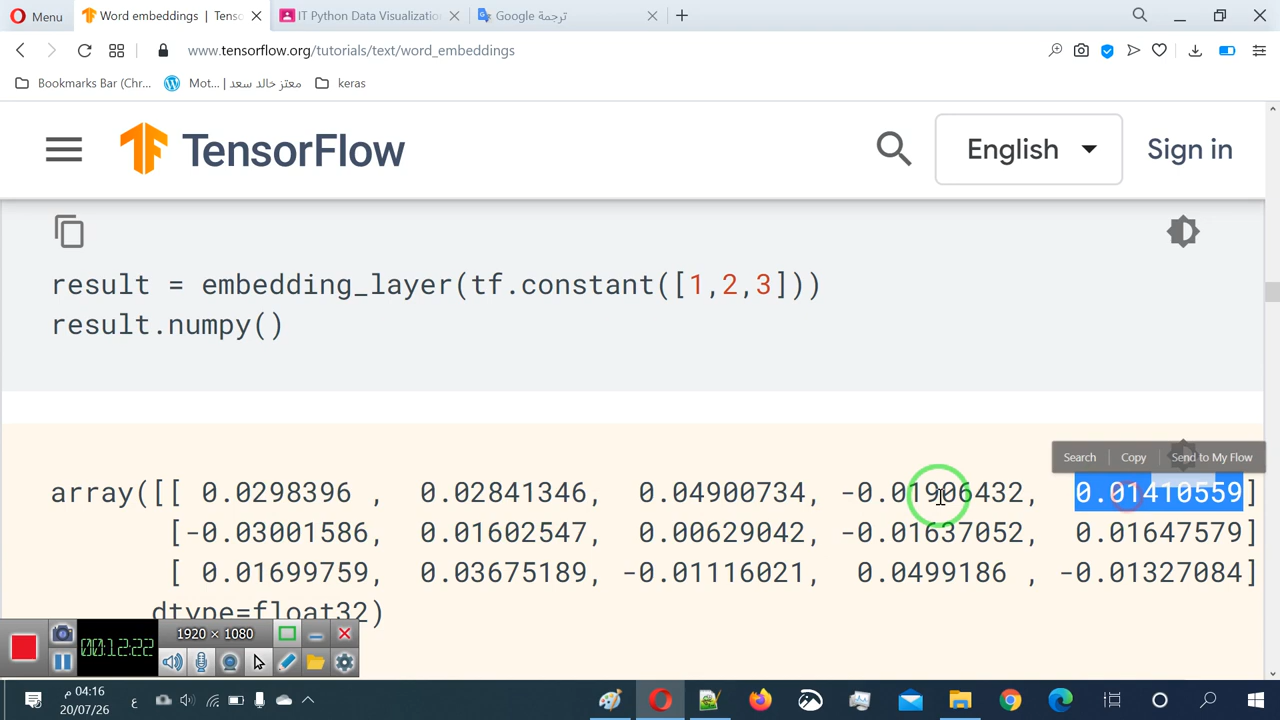 Menu
Word embeddings | Tens
IT Python Data Visualization
Google ترجمة
www.tensorflow.org/tutorials/text/word_embeddings
Bookmarks Bar (Chr...
Mot... | معتز خالد سعد
keras
TensorFlow
English
Sign in
result = embedding_layer(tf.constant([1,2,3]))
result.numpy()
Search
Copy
Send to My Flow
array([[ 0.0298396 , 0.02841346, 0.04900734, -0.01906432, 0.01410559]
[-0.03001586, 0.01602547, 0.00629042, -0.01637052, 0.01647579]
[ 0.01699759, 0.03675189, -0.01116021, 0.0499186 , -0.01327084]
dtype=float32)
1920 × 1080
00:12:22
04:16 م
20/07/26
ع